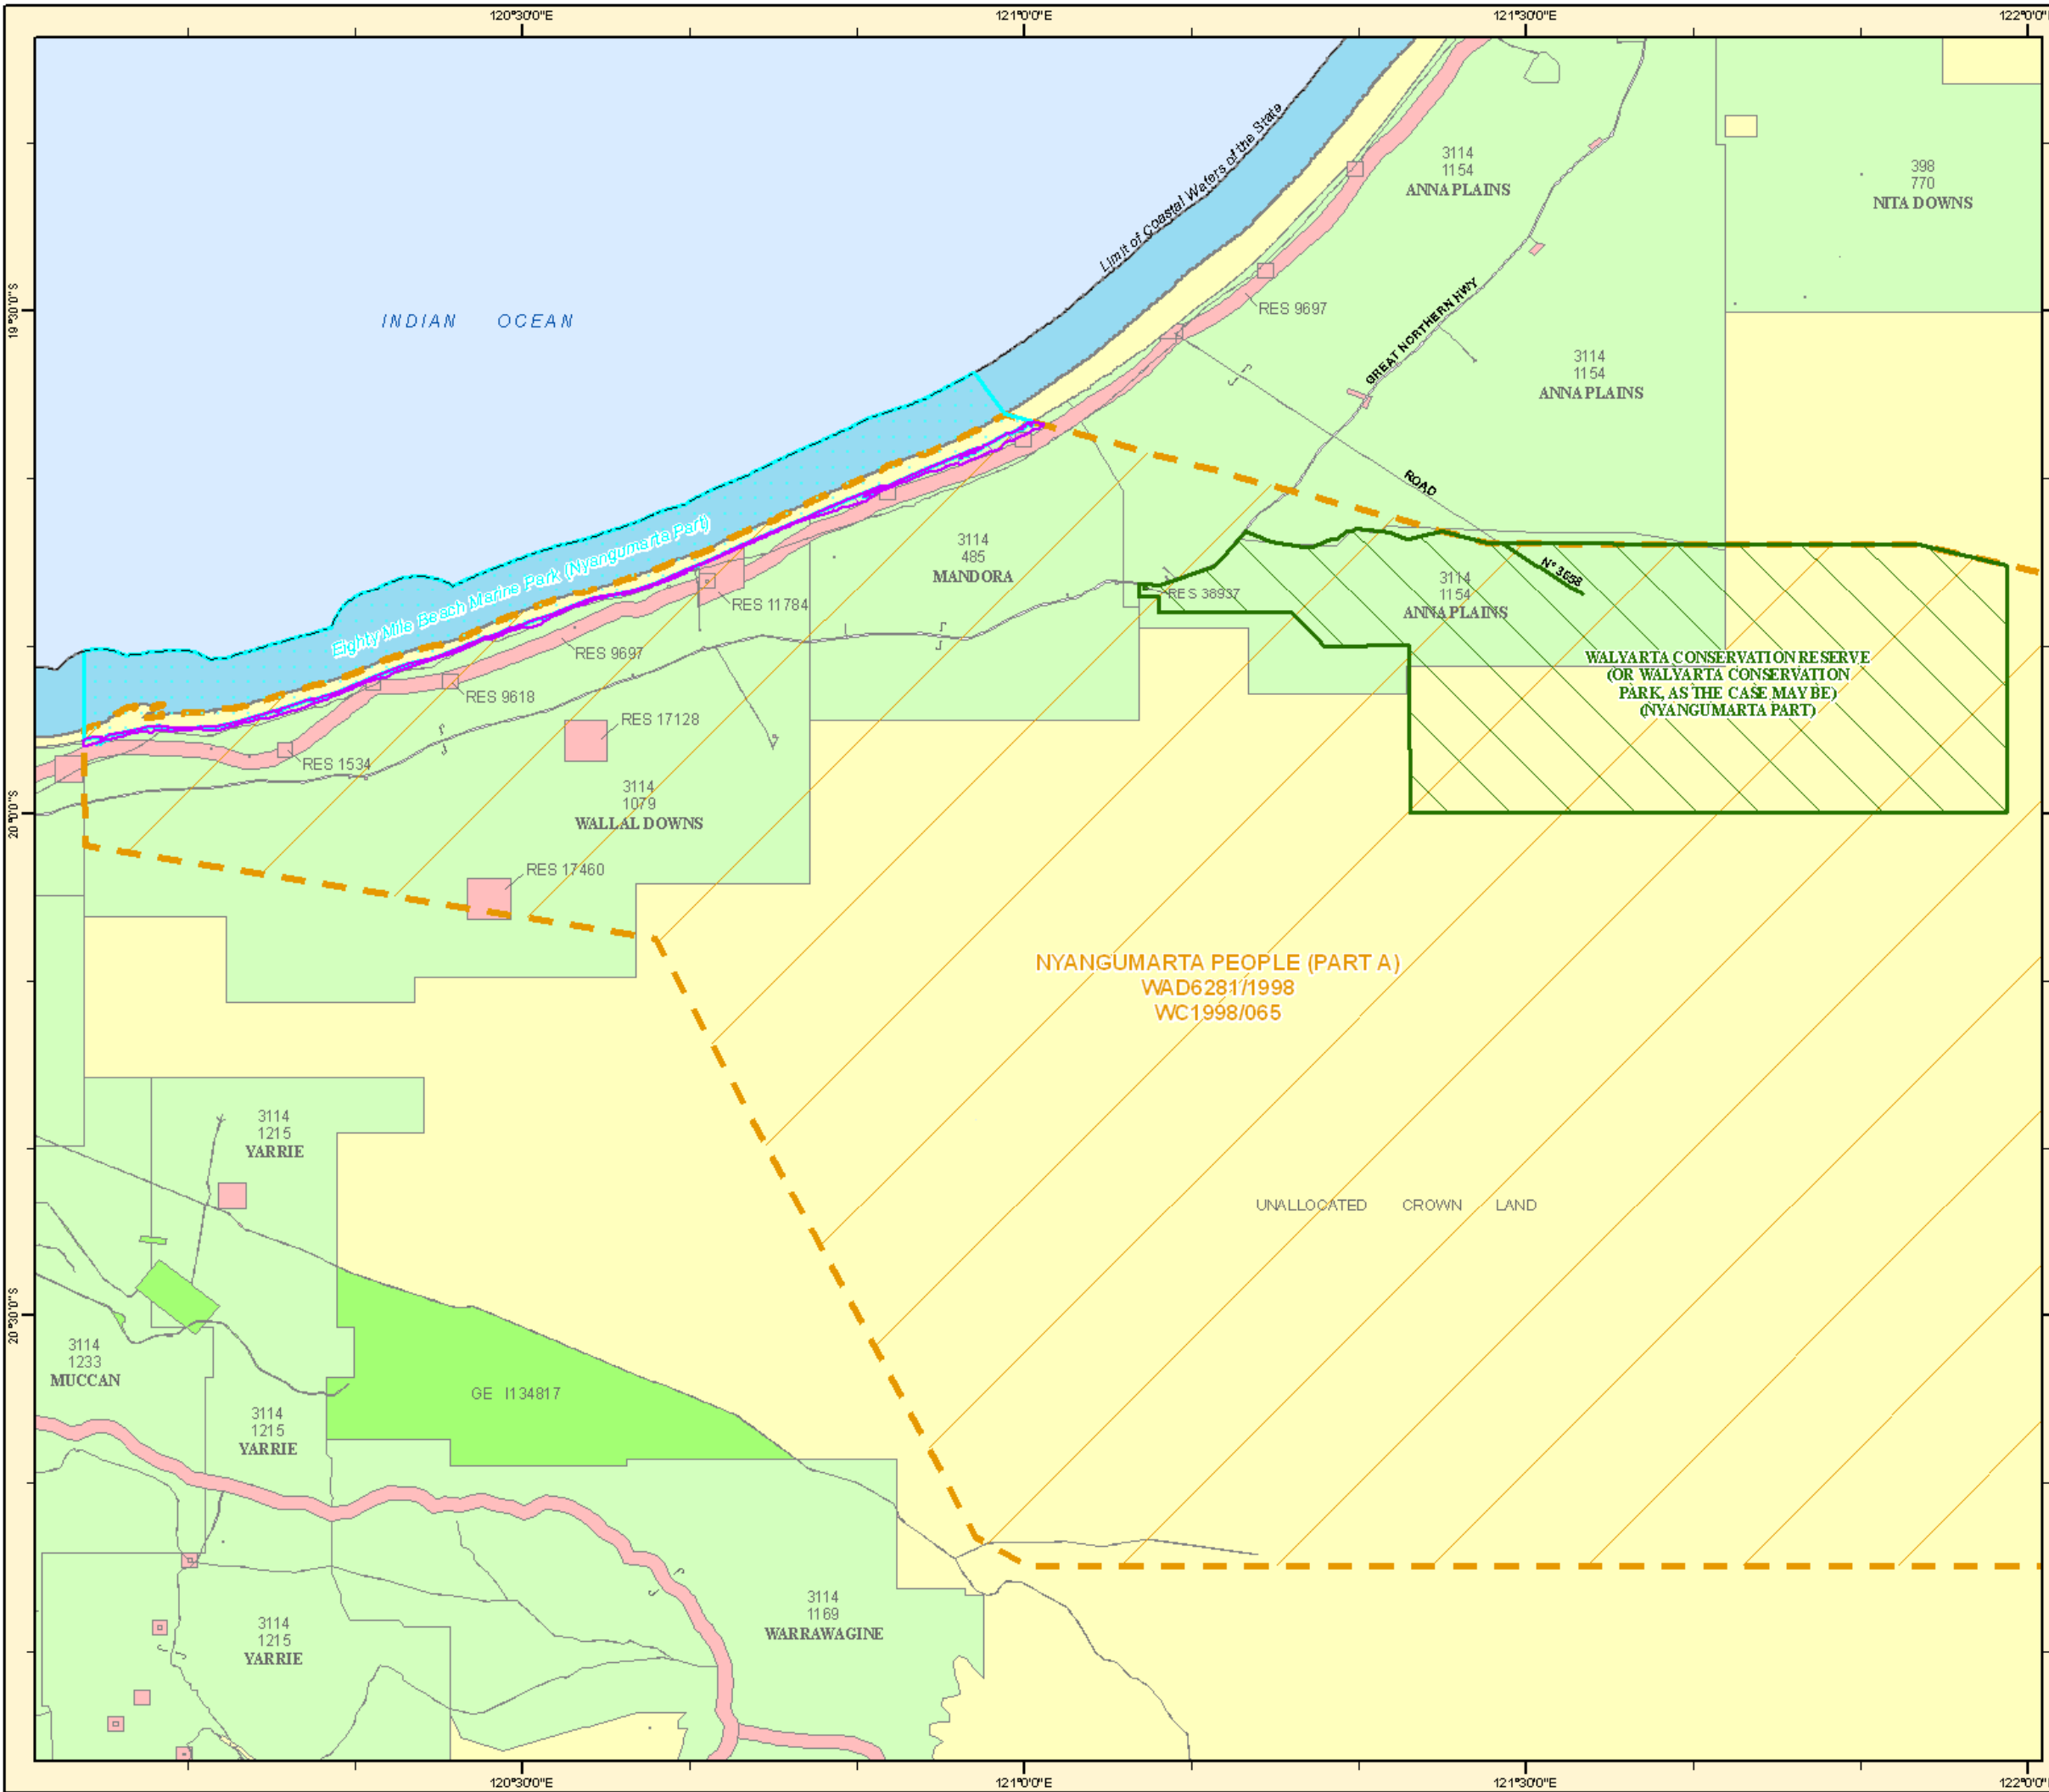 120°30'0"E
121°0'0"E
121°30'0"E
122°0'0"E
19°30'0"S
20°0'0"S
20°30'0"S
Limit of Coastal Waters of the State
INDIAN OCEAN
3114
1154
ANNA PLAINS
398
770
NITA DOWNS
RES 9697
GREAT NORTHERN HWY
3114
1154
ANNA PLAINS
ROAD
Nº 3658
Eighty Mile Beach Marine Park (Nyangumarta Part)
3114
485
MANDORA
RES 38937
3114
1154
ANNA PLAINS
RES 11784
RES 9697
RES 9618
RES 17128
RES 1534
WALYARTA CONSERVATION RESERVE
(OR WALYARTA CONSERVATION
PARK, AS THE CASE MAY BE)
(NYANGUMARTA PART)
3114
1079
WALLAL DOWNS
RES 17460
NYANGUMARTA PEOPLE (PART A)
WAD6281/1998
WC1998/065
3114
1215
YARRIE
UNALLOCATED CROWN LAND
3114
1233
MUCCAN
GE I134817
3114
1215
YARRIE
3114
1169
WARRAWAGINE
3114
1215
YARRIE
120°30'0"E
121°0'0"E
121°30'0"E
122°0'0"E